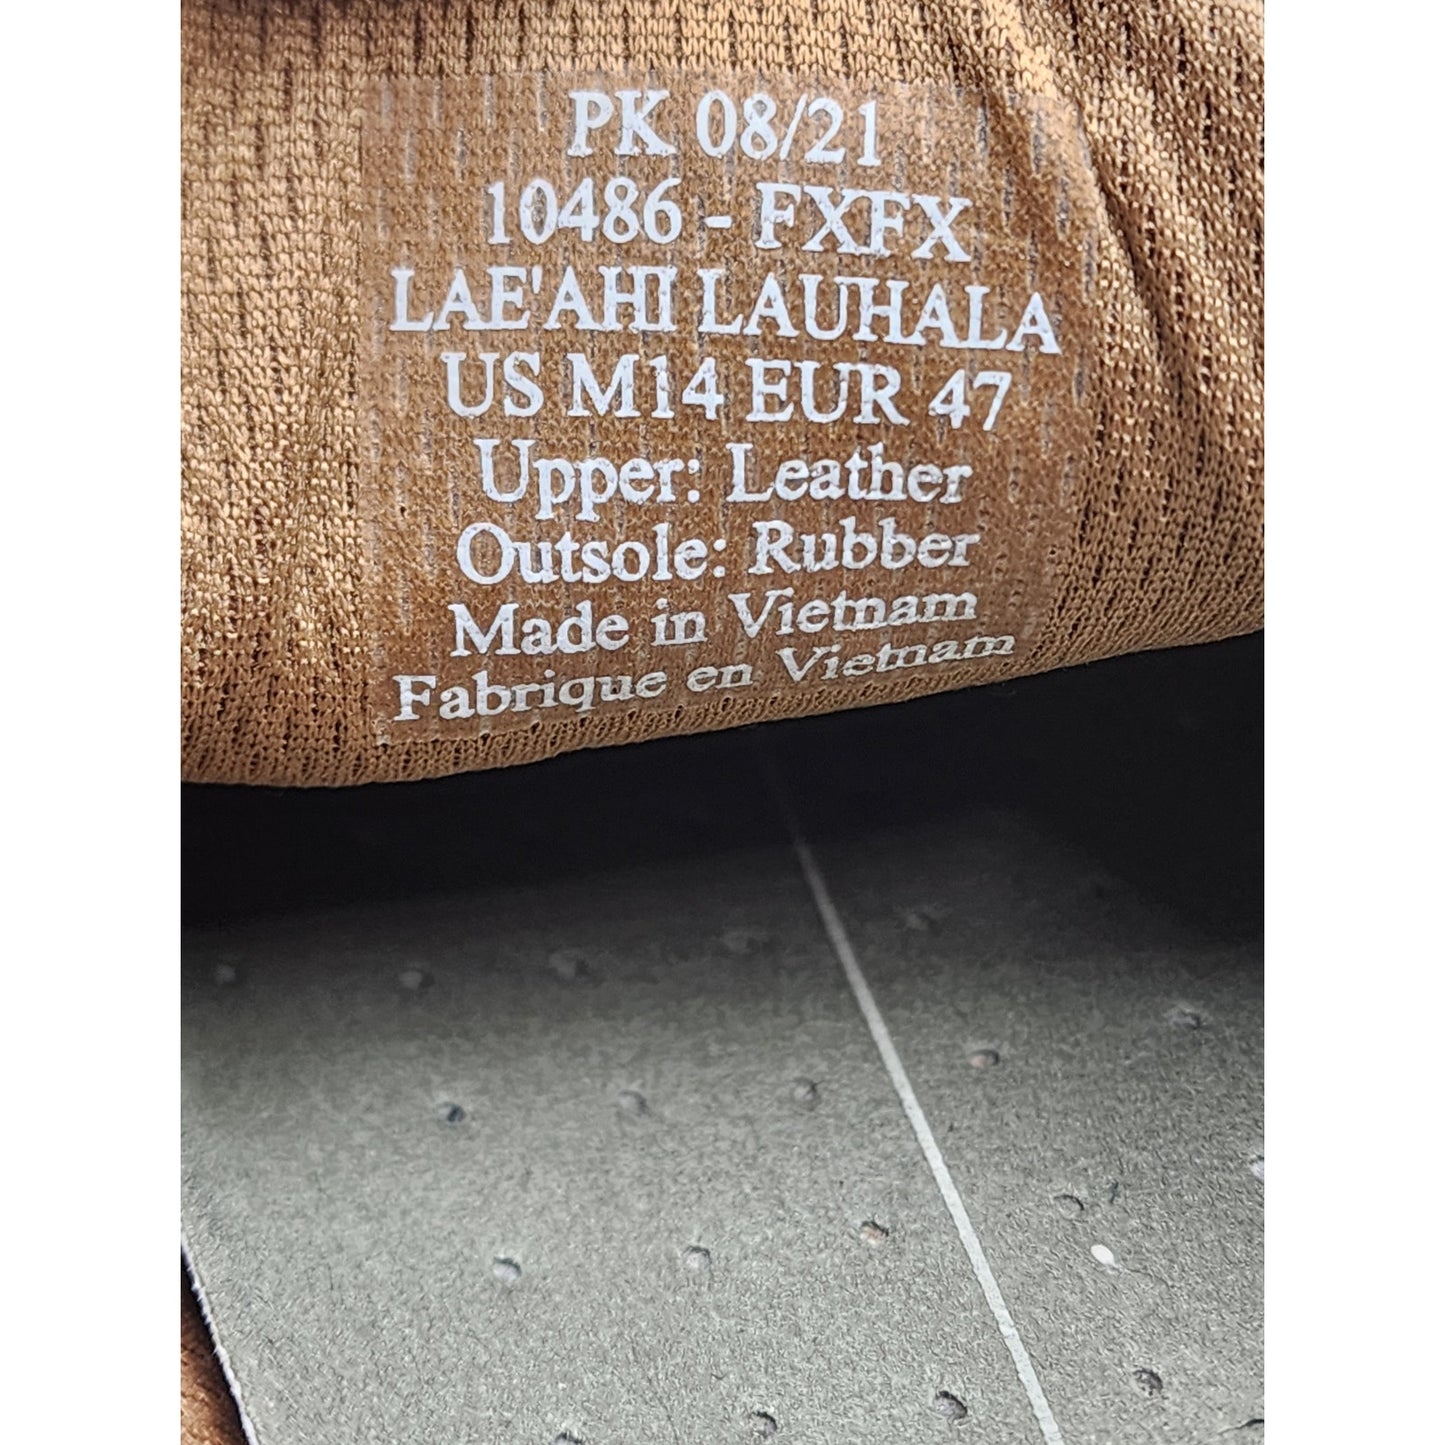 PK 08/21
10486 - FXFX
LAE'AHI LAUHALA
US M14 EUR 47
Upper: Leather
Outsole: Rubber
Made in Vietnam
Fabrique en Vietnam